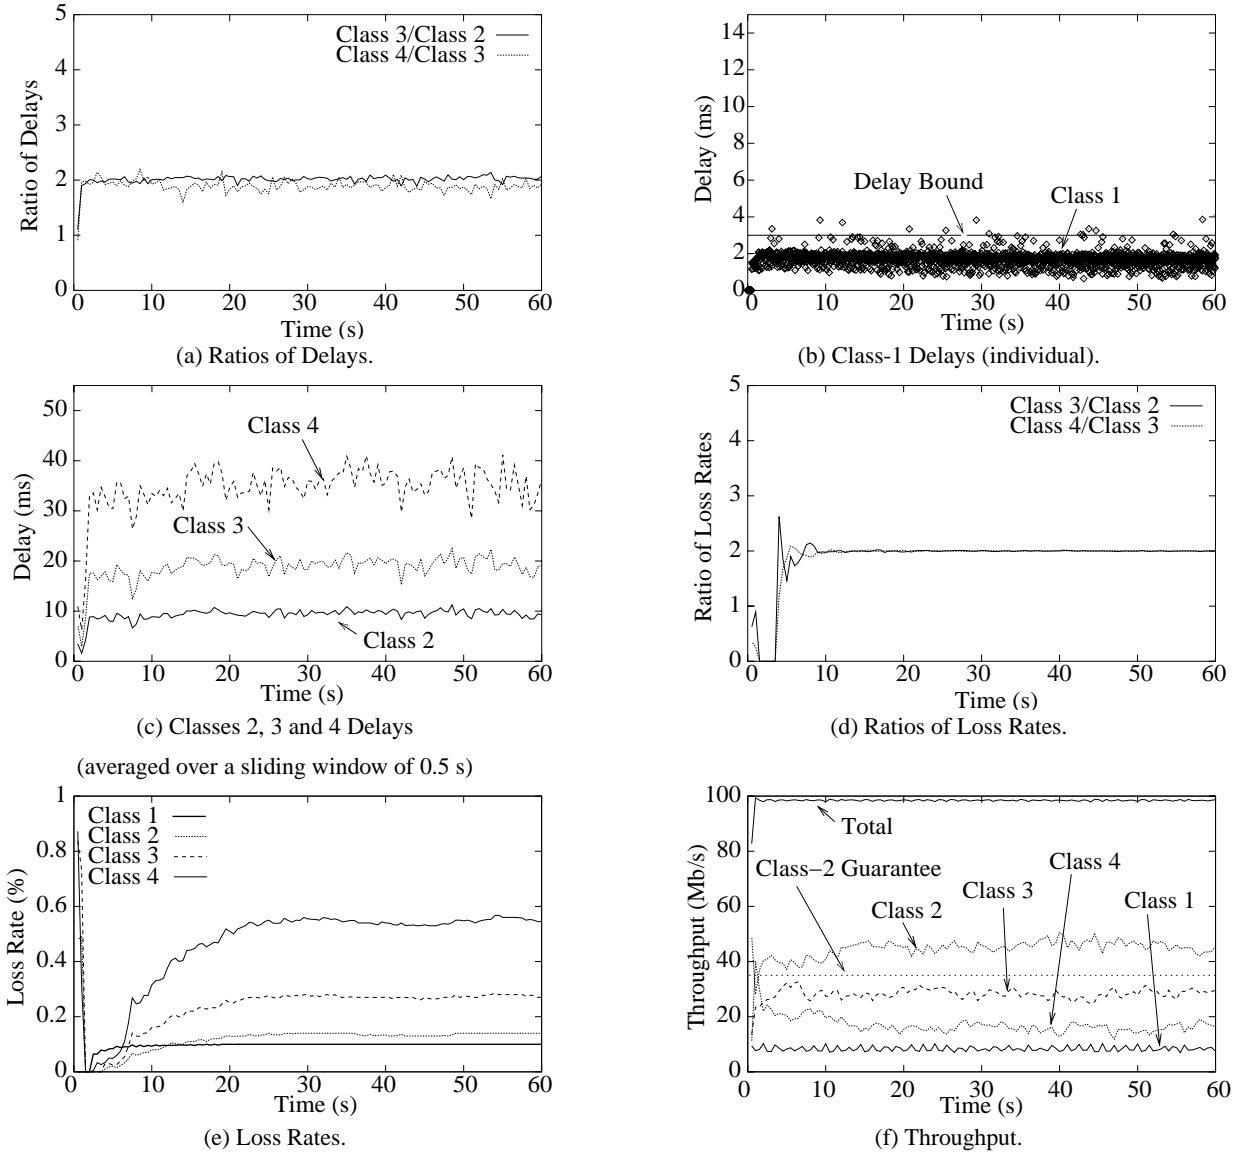 5
4
3
2
1
0
Ratio of Delays
Class 3/Class 2
Class 4/Class 3
0 10 20 30 40 50 60
Time (s)
(a) Ratios of Delays.
14
12
10
8
6
4
2
0
Delay (ms)
Delay Bound
Class 1
0 10 20 30 40 50 60
Time (s)
(b) Class-1 Delays (individual).
50
40
30
20
10
0
Delay (ms)
Class 4
Class 3
Class 2
0 10 20 30 40 50 60
Time (s)
(c) Classes 2, 3 and 4 Delays
(averaged over a sliding window of 0.5 s)
5
4
3
2
1
0
Ratio of Loss Rates
Class 3/Class 2
Class 4/Class 3
0 10 20 30 40 50 60
Time (s)
(d) Ratios of Loss Rates.
1
0.8
0.6
0.4
0.2
0
Loss Rate (%)
Class 1
Class 2
Class 3
Class 4
0 10 20 30 40 50 60
Time (s)
(e) Loss Rates.
100
80
60
40
20
0
Throughput (Mb/s)
Total
Class−2 Guarantee
Class 2
Class 3
Class 4
Class 1
0 10 20 30 40 50 60
Time (s)
(f) Throughput.